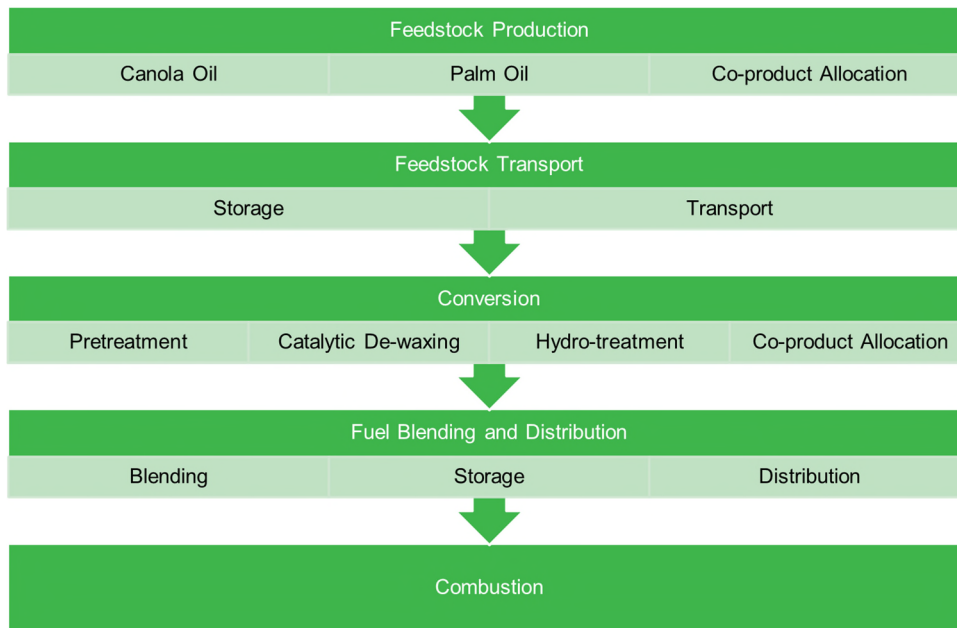 Feedstock Production
Canola Oil Palm Oil Co-product Allocation
Feedstock Transport
Storage Transport
Conversion
Pretreatment Catalytic De-waxing Hydro-treatment Co-product Allocation
Fuel Blending and Distribution
Blending Storage Distribution
Combustion